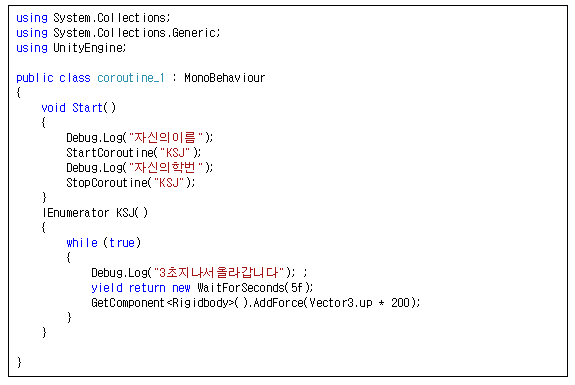 using System.Collections;
using System.Collections.Generic;
using UnityEngine;
public class coroutine_1 : MonoBehaviour
{
void Start()
{
Debug.Log("자신의이름");
StartCoroutine("KSJ");
Debug.Log("자신의학번");
StopCoroutine("KSJ");
}
IEnumerator KSJ()
{
while (true)
{
Debug.Log("3초지나서올라갑니다"); ;
yield return new WaitForSeconds(5f);
GetComponent<Rigidbody>().AddForce(Vector3.up * 200);
}
}
}